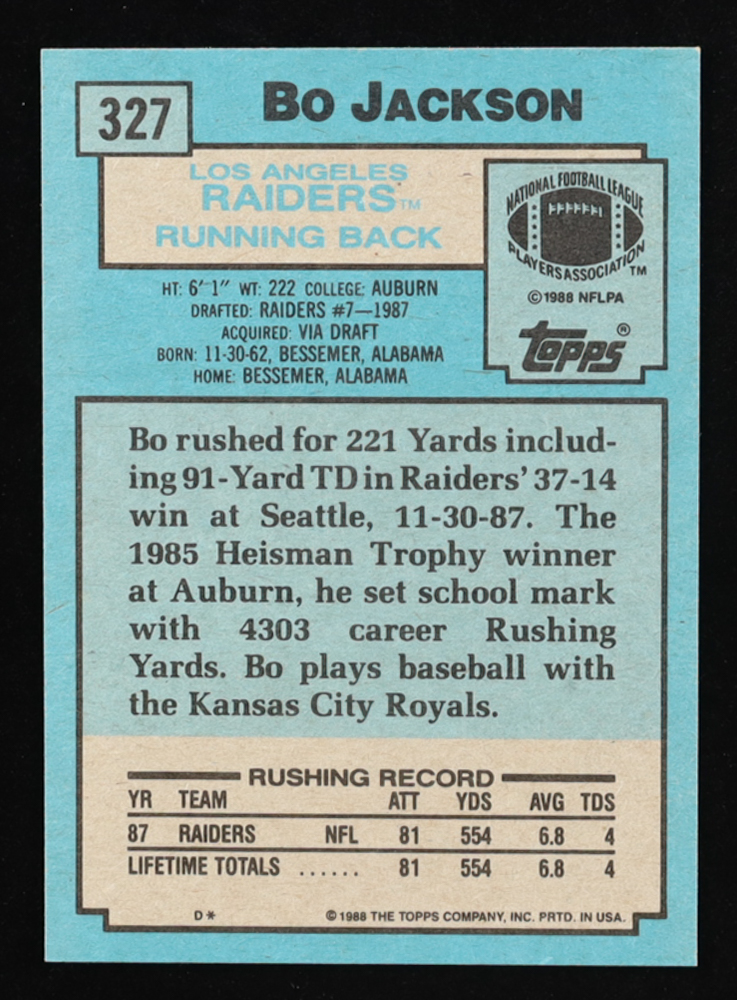 327
BO JACKSON
LOS ANGELES
RAIDERS™
RUNNING BACK
NATIONAL FOOTBALL LEAGUE
PLAYERS ASSOCIATION™
©1988 NFLPA
topps®
HT: 6'1" WT: 222 COLLEGE: AUBURN
DRAFTED: RAIDERS #7—1987
ACQUIRED: VIA DRAFT
BORN: 11-30-62, BESSEMER, ALABAMA
HOME: BESSEMER, ALABAMA
Bo rushed for 221 Yards includ-
ing 91-Yard TD in Raiders' 37-14
win at Seattle, 11-30-87. The
1985 Heisman Trophy winner
at Auburn, he set school mark
with 4303 career Rushing
Yards. Bo plays baseball with
the Kansas City Royals.
RUSHING RECORD
YR TEAM ATT YDS AVG TDS
87 RAIDERS NFL 81 554 6.8 4
LIFETIME TOTALS ...... 81 554 6.8 4
D* ©1988 THE TOPPS COMPANY, INC. PRTD. IN USA.